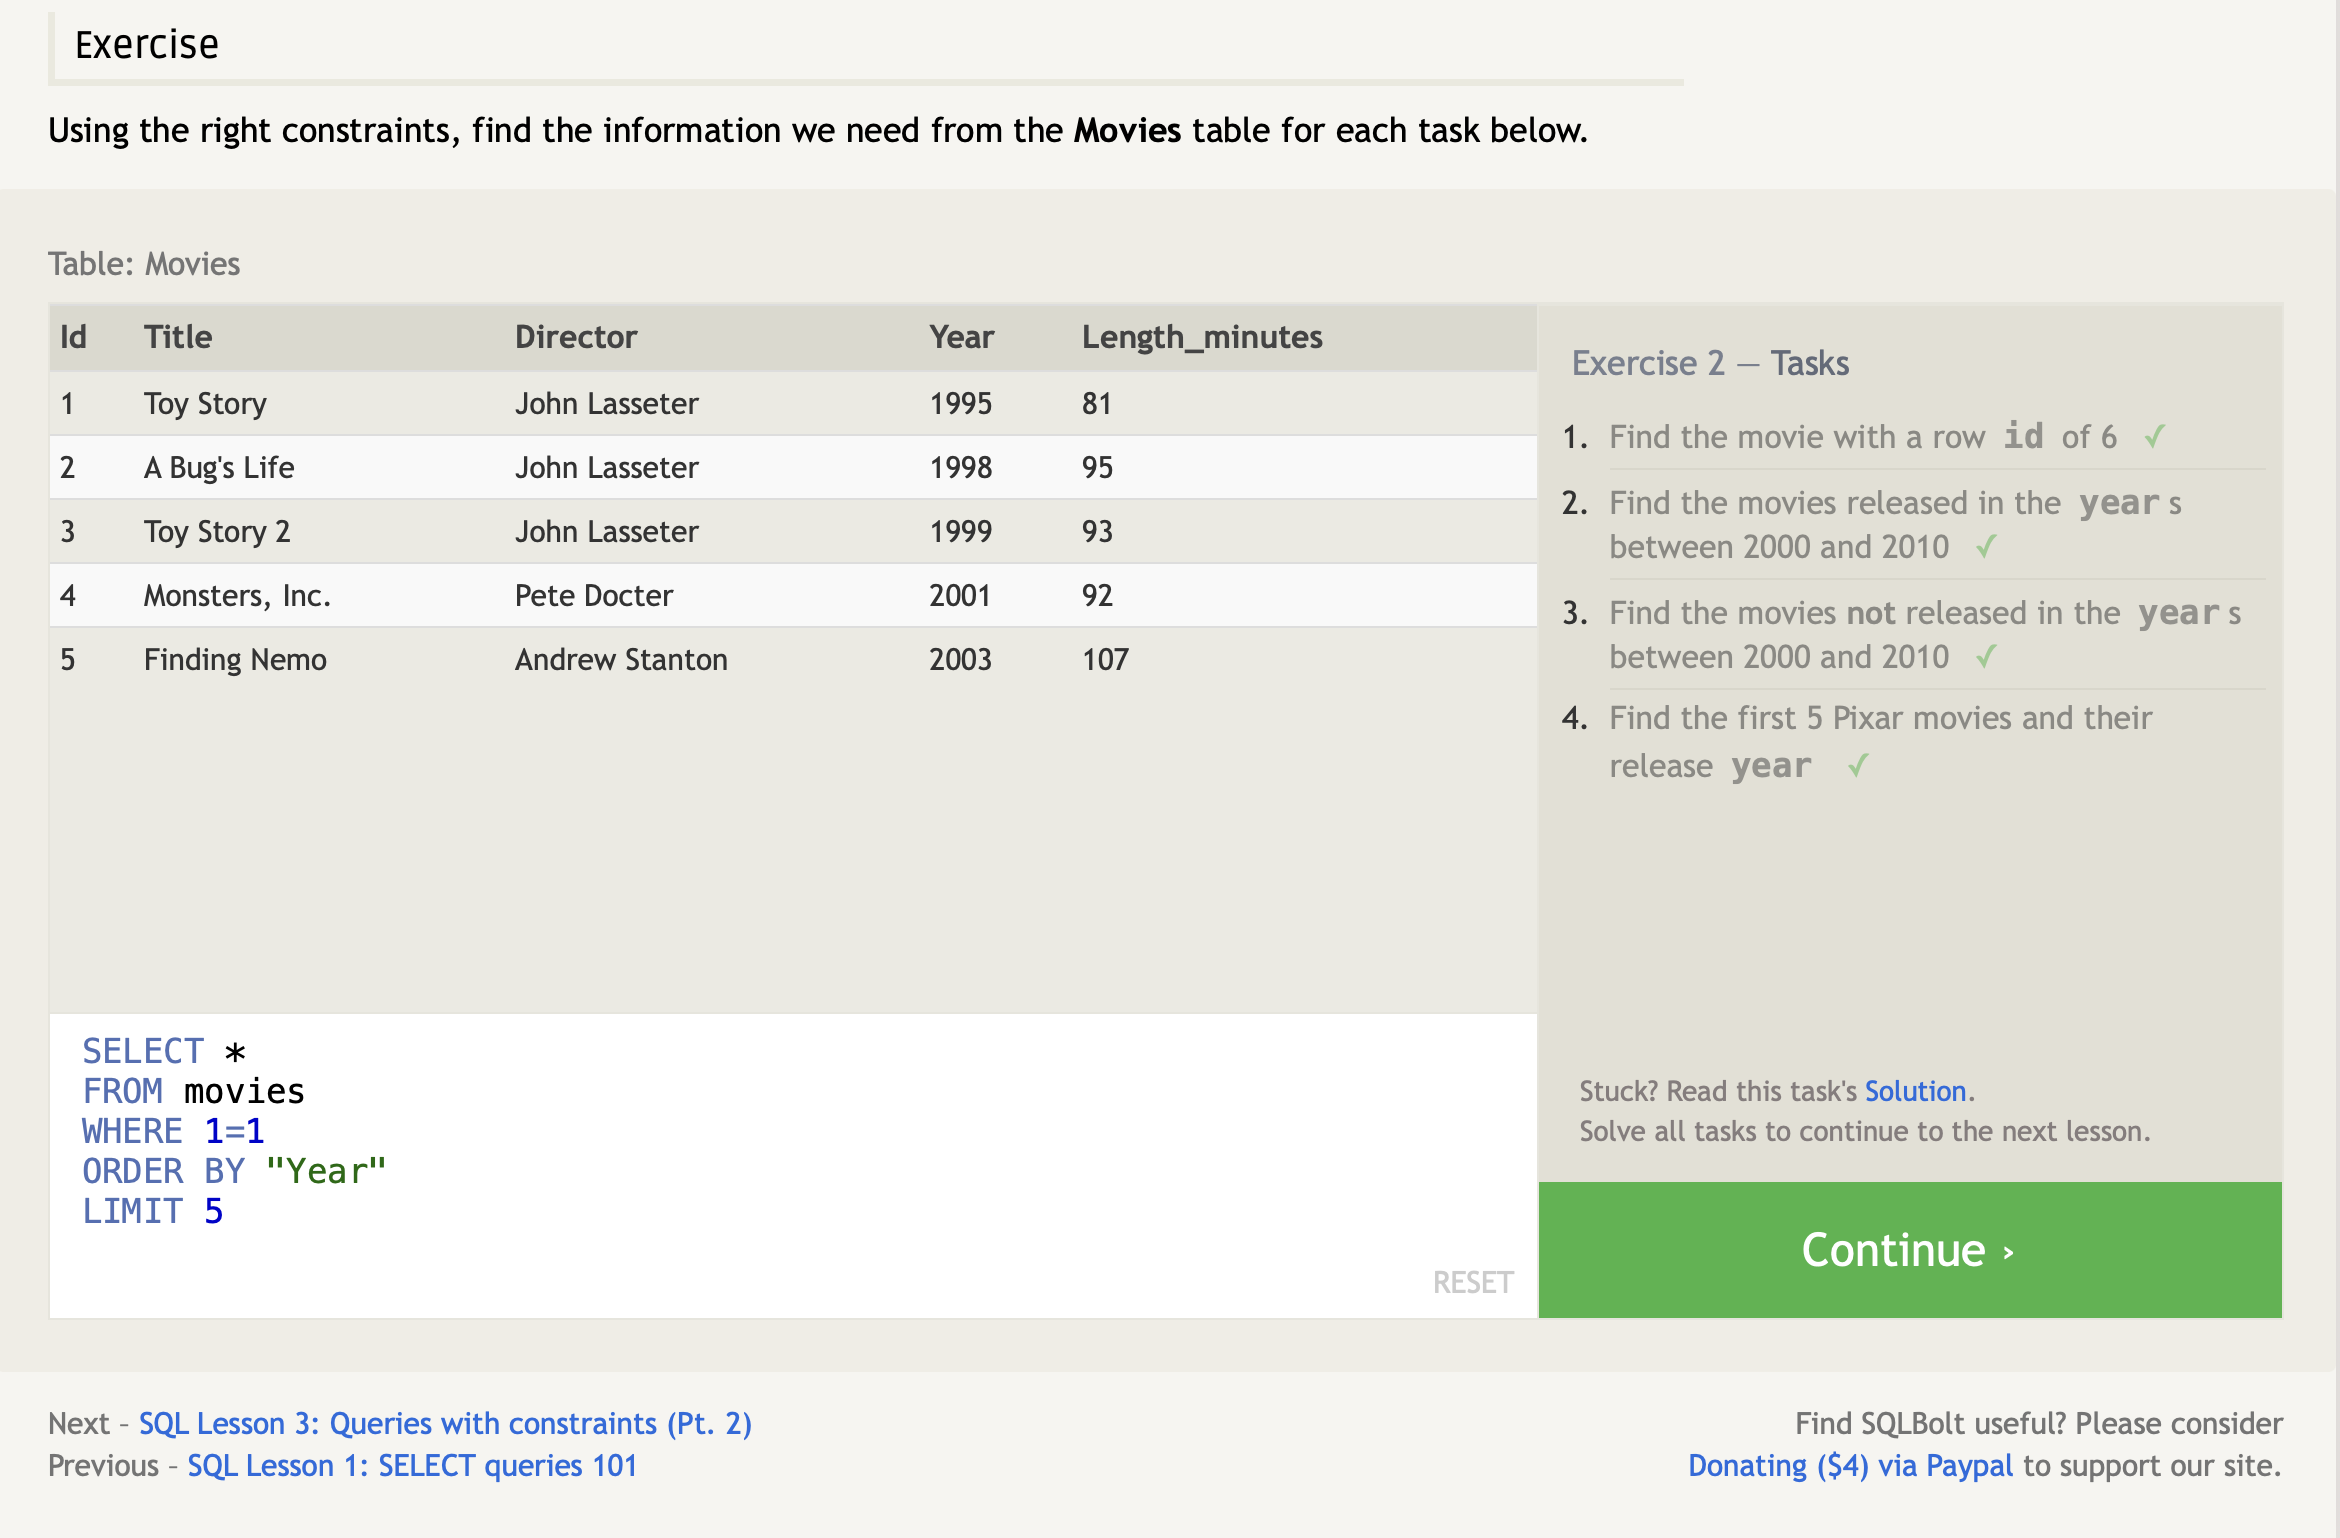 Exercise
Using the right constraints, find the information we need from the Movies table for each task below.
Table: Movies
Id Title Director Year Length_minutes
1 Toy Story John Lasseter 1995 81
2 A Bug's Life John Lasseter 1998 95
3 Toy Story 2 John Lasseter 1999 93
4 Monsters, Inc. Pete Docter 2001 92
5 Finding Nemo Andrew Stanton 2003 107
SELECT *
FROM movies
WHERE 1=1
ORDER BY "Year"
LIMIT 5
RESET
Exercise 2 — Tasks
1. Find the movie with a row id of 6 ✓
2. Find the movies released in the year s
between 2000 and 2010 ✓
3. Find the movies not released in the year s
between 2000 and 2010 ✓
4. Find the first 5 Pixar movies and their
release year ✓
Stuck? Read this task's Solution.
Solve all tasks to continue to the next lesson.
Continue ›
Next – SQL Lesson 3: Queries with constraints (Pt. 2)
Previous – SQL Lesson 1: SELECT queries 101
Find SQLBolt useful? Please consider
Donating ($4) via Paypal to support our site.